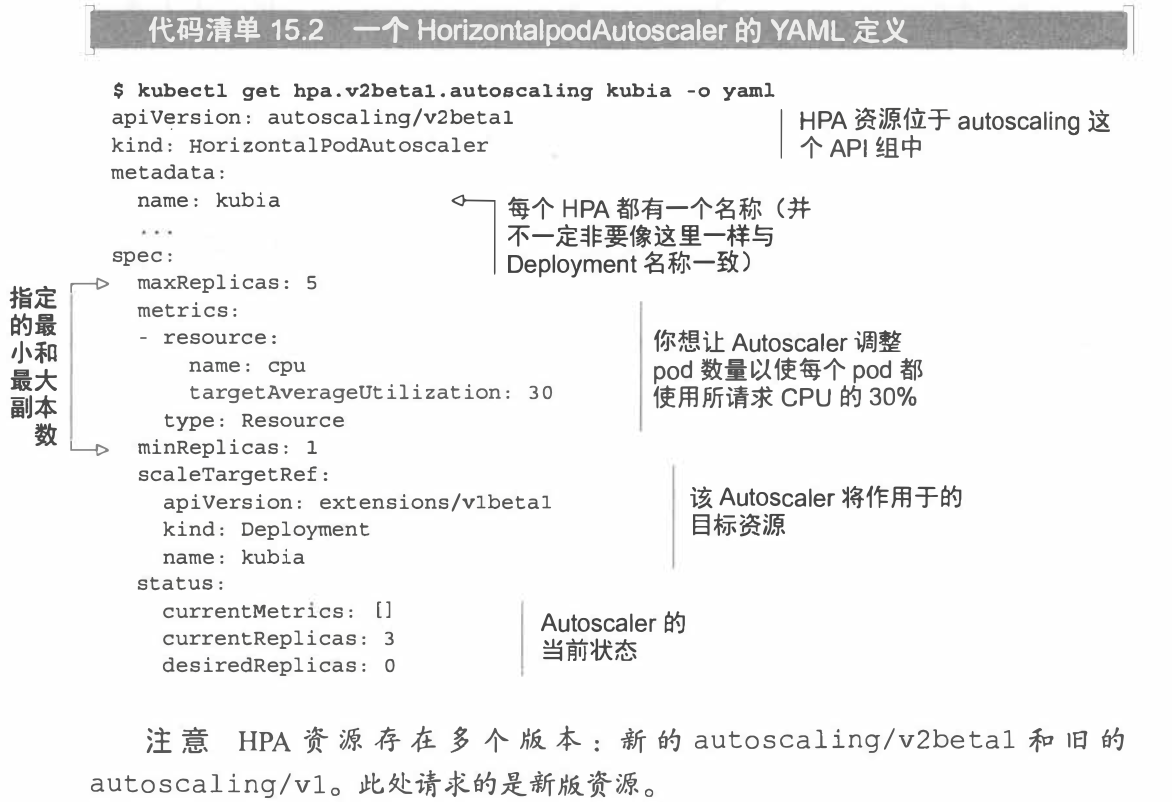 代码清单 15.2 一个 HorizontalpodAutoscaler 的 YAML 定义
$ kubectl get hpa.v2beta1.autoscaling kubia -o yaml
apiVersion: autoscaling/v2beta1
kind: HorizontalPodAutoscaler
HPA 资源位于 autoscaling 这
个 API 组中
metadata:
  name: kubia
  ...
每个 HPA 都有一个名称（并
不一定非要像这里一样与
Deployment 名称一致）
spec:
  maxReplicas: 5
  metrics:
  - resource:
      name: cpu
      targetAverageUtilization: 30
    type: Resource
  minReplicas: 1
指定
的最
小和
最大
副本
数
你想让 Autoscaler 调整
pod 数量以使每个 pod 都
使用所请求 CPU 的 30%
  scaleTargetRef:
    apiVersion: extensions/v1beta1
    kind: Deployment
    name: kubia
该 Autoscaler 将作用于的
目标资源
  status:
    currentMetrics: []
    currentReplicas: 3
    desiredReplicas: 0
Autoscaler 的
当前状态
注意 HPA 资源存在多个版本：新的 autoscaling/v2beta1 和旧的
autoscaling/v1。此处请求的是新版资源。